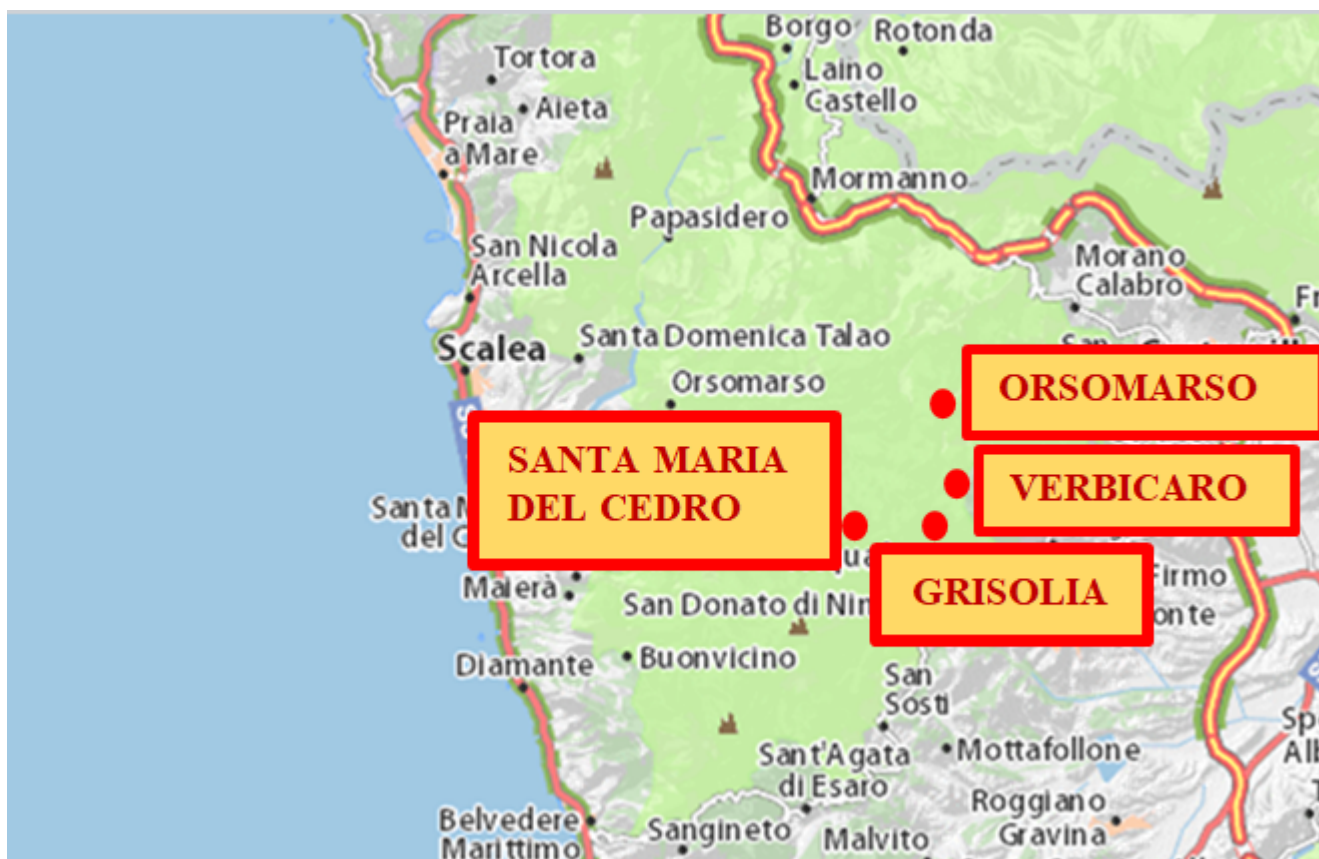 Borgo
Rotonda
Tortora
Laino
Castello
Aieta
Praia
a Mare
Mormanno
Papasidero
San Nicola
Arcella
Morano
Calabro
Santa Domenica Talao
Scalea
Orsomarso
ORSOMARSO
SANTA MARIA
DEL CEDRO
VERBICARO
Santa
del
GRISOLIA
Firmo
Maierà
San Donato di
Buonvicino
Diamante
San
Sosti
Mottafollone
Sant'Agata
di Esaro
Roggiano
Gravina
Belvedere
Marittimo
Sangineto
Malvito